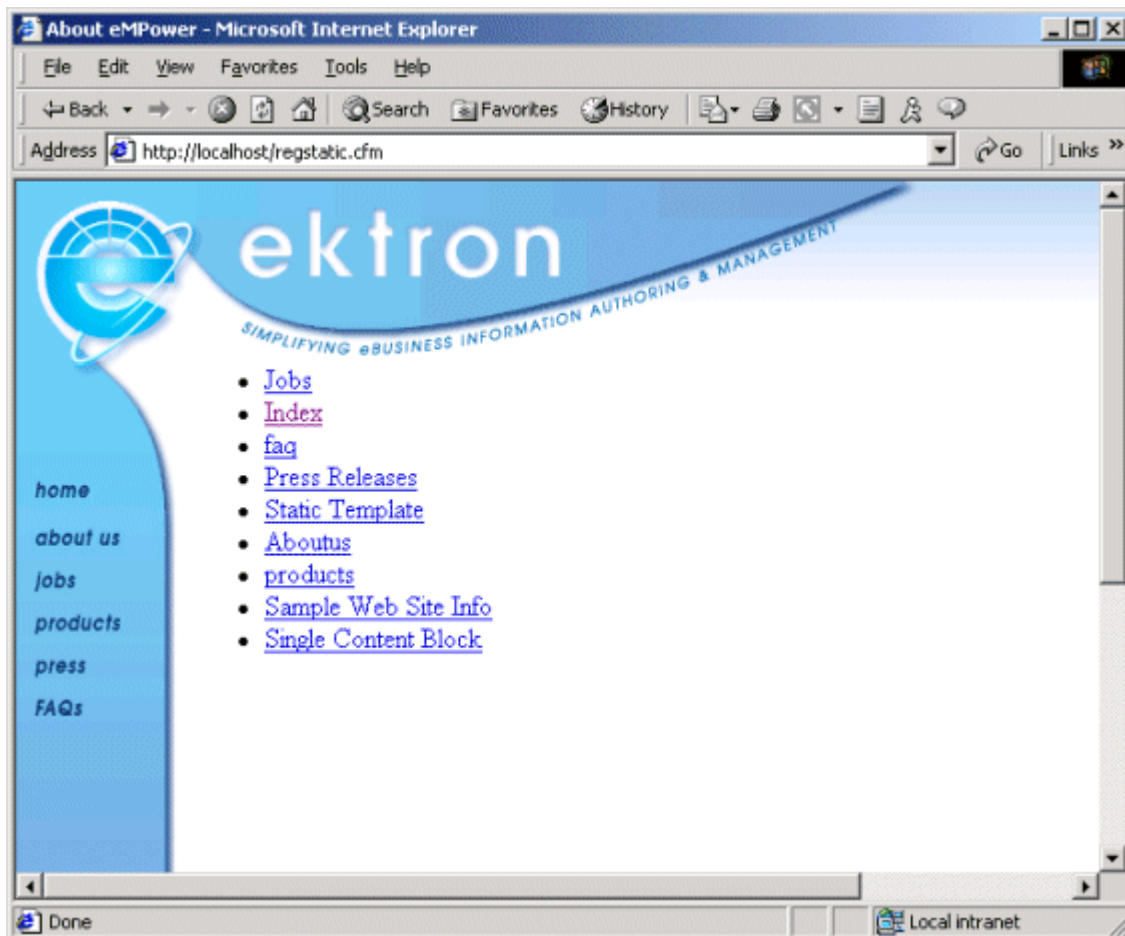 About eMPower - Microsoft Internet Explorer
File Edit View Favorites Tools Help
Back Search Favorites History
Address http://localhost/regstatic.cfm Go Links »
ektron
SIMPLIFYING eBUSINESS INFORMATION AUTHORING & MANAGEMENT
Jobs
Index
faq
Press Releases
Static Template
Aboutus
products
Sample Web Site Info
Single Content Block
home
about us
jobs
products
press
FAQs
Done Local intranet